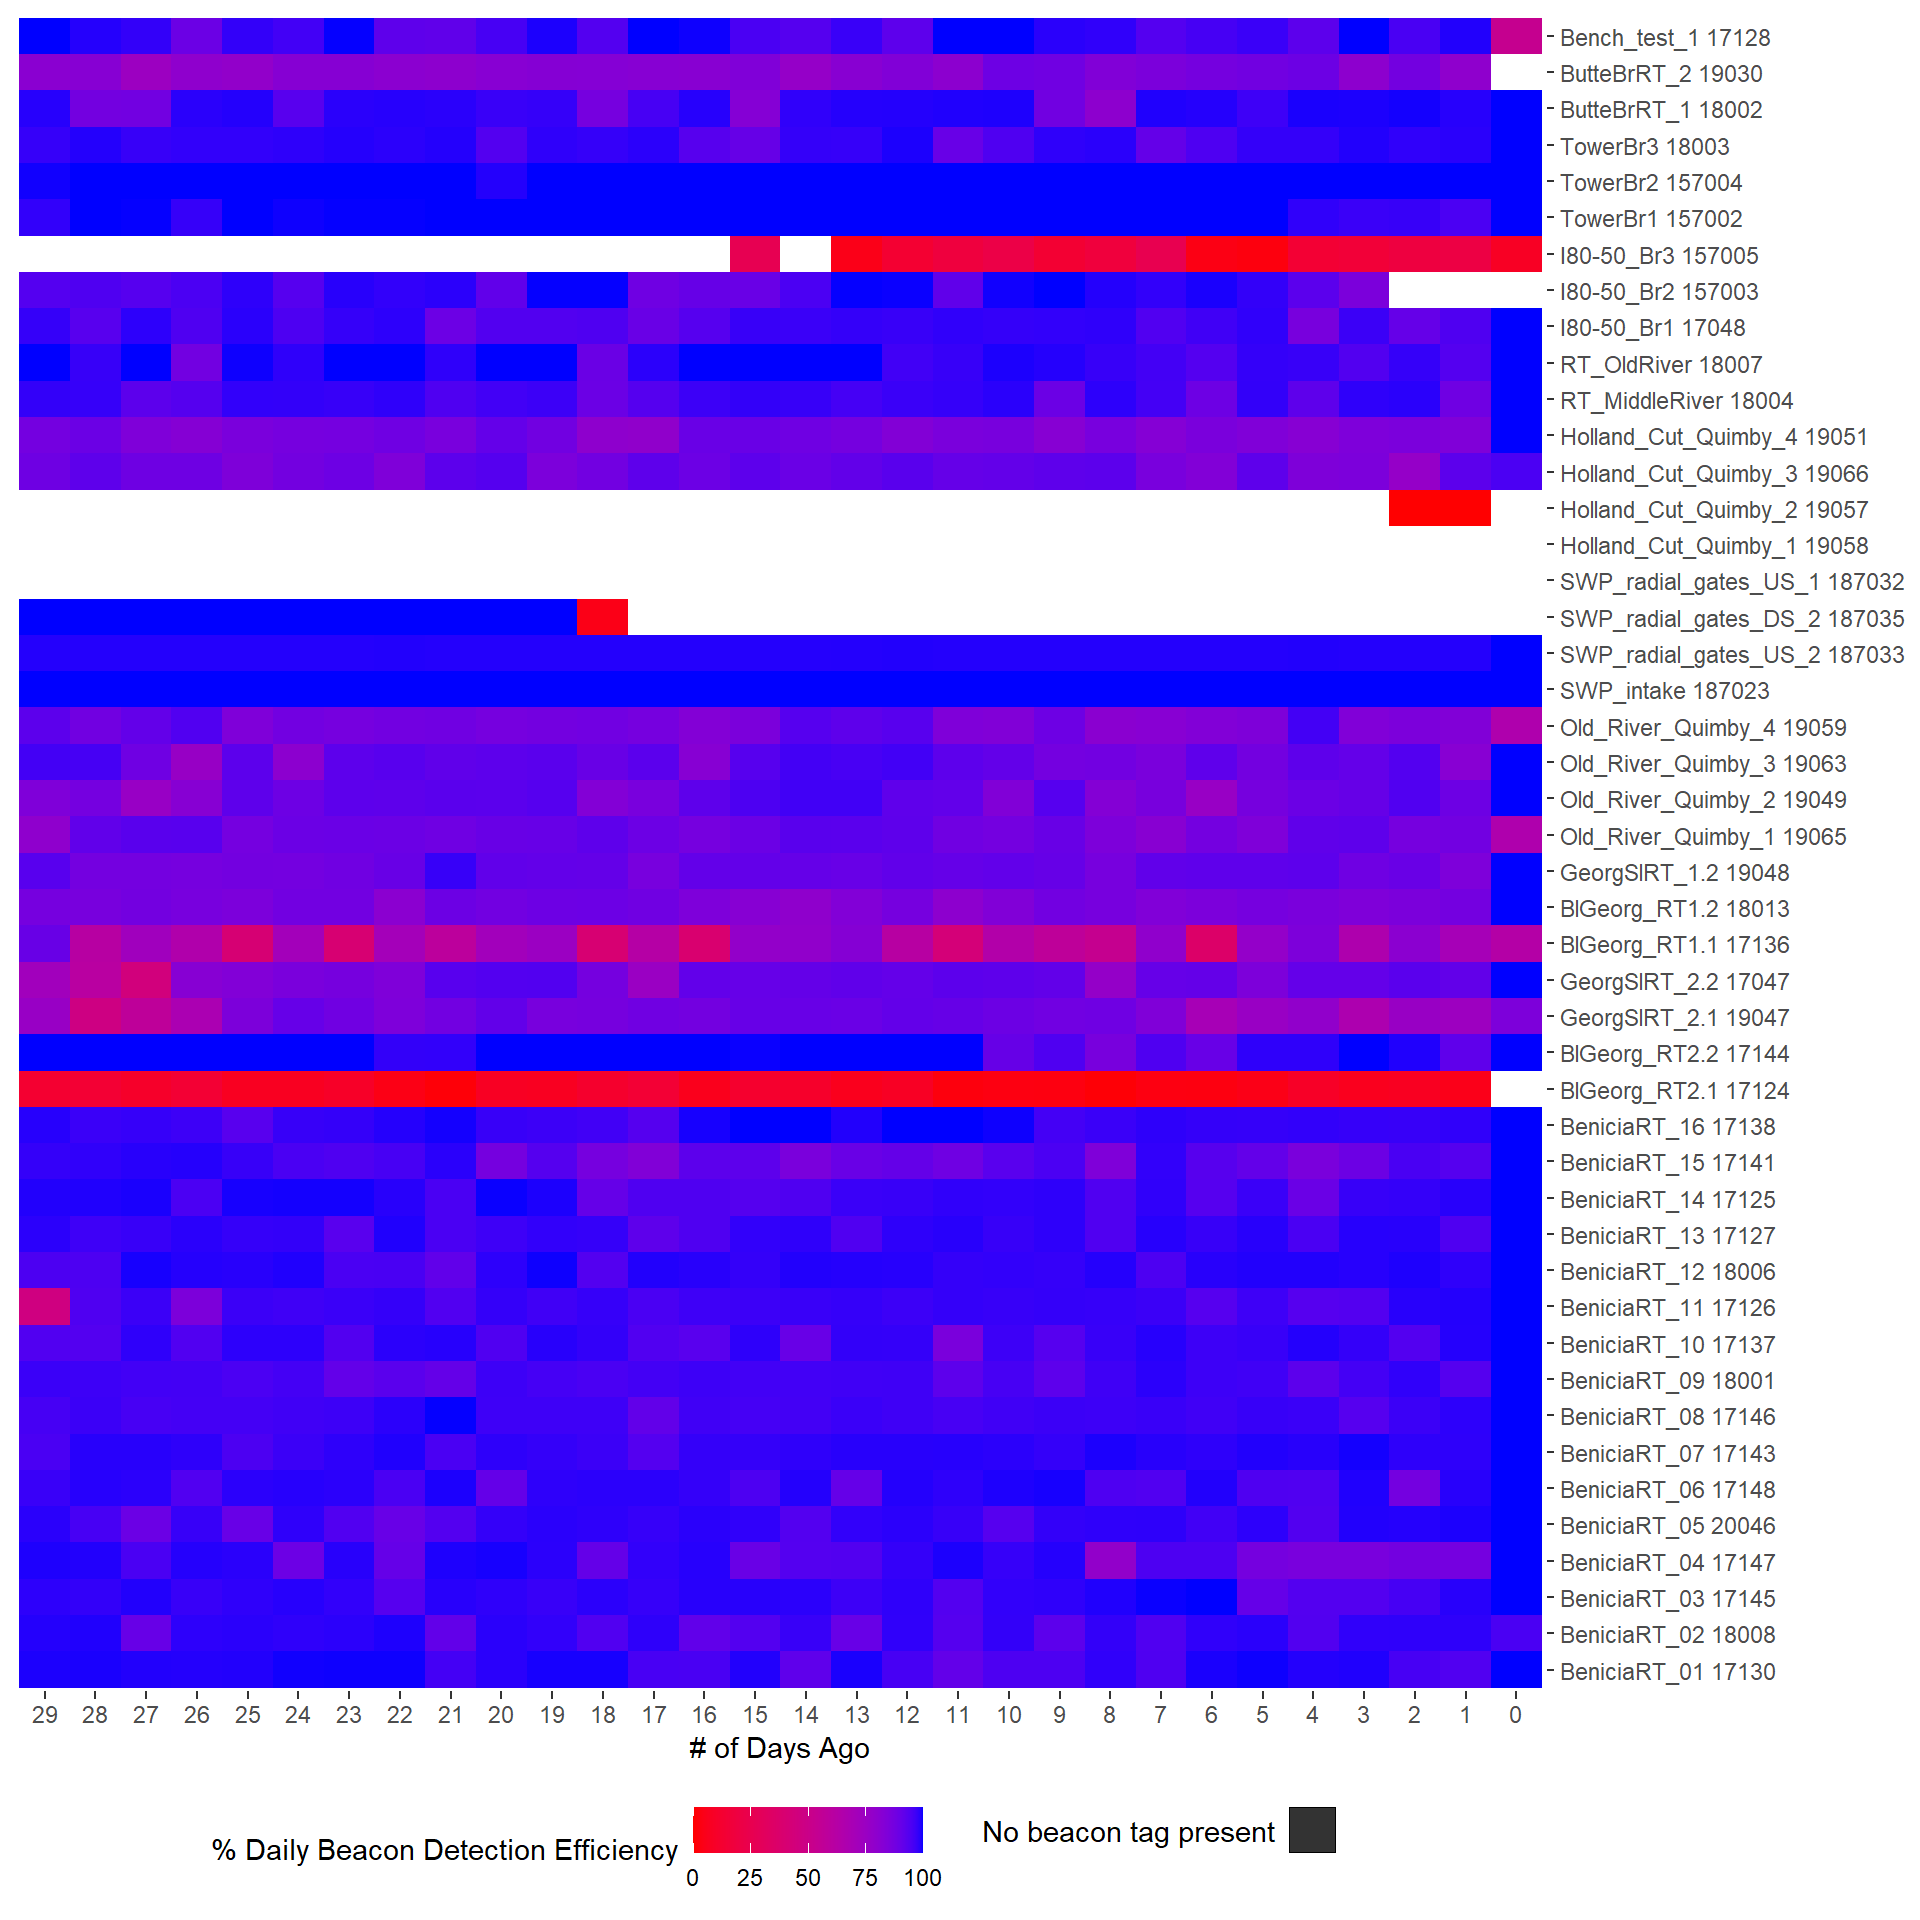 Bench_test_1 17128
ButteBrRT_2 19030
ButteBrRT_1 18002
TowerBr3 18003
TowerBr2 157004
TowerBr1 157002
I80-50_Br3 157005
I80-50_Br2 157003
I80-50_Br1 17048
RT_OldRiver 18007
RT_MiddleRiver 18004
Holland_Cut_Quimby_4 19051
Holland_Cut_Quimby_3 19066
Holland_Cut_Quimby_2 19057
Holland_Cut_Quimby_1 19058
SWP_radial_gates_US_1 187032
SWP_radial_gates_DS_2 187035
SWP_radial_gates_US_2 187033
SWP_intake 187023
Old_River_Quimby_4 19059
Old_River_Quimby_3 19063
Old_River_Quimby_2 19049
Old_River_Quimby_1 19065
GeorgSlRT_1.2 19048
BlGeorg_RT1.2 18013
BlGeorg_RT1.1 17136
GeorgSlRT_2.2 17047
GeorgSlRT_2.1 19047
BlGeorg_RT2.2 17144
BlGeorg_RT2.1 17124
BeniciaRT_16 17138
BeniciaRT_15 17141
BeniciaRT_14 17125
BeniciaRT_13 17127
BeniciaRT_12 18006
BeniciaRT_11 17126
BeniciaRT_10 17137
BeniciaRT_09 18001
BeniciaRT_08 17146
BeniciaRT_07 17143
BeniciaRT_06 17148
BeniciaRT_05 20046
BeniciaRT_04 17147
BeniciaRT_03 17145
BeniciaRT_02 18008
BeniciaRT_01 17130
29 28 27 26 25 24 23 22 21 20 19 18 17 16 15 14 13 12 11 10 9 8 7 6 5 4 3 2 1 0
# of Days Ago
% Daily Beacon Detection Efficiency
0 25 50 75 100
No beacon tag present